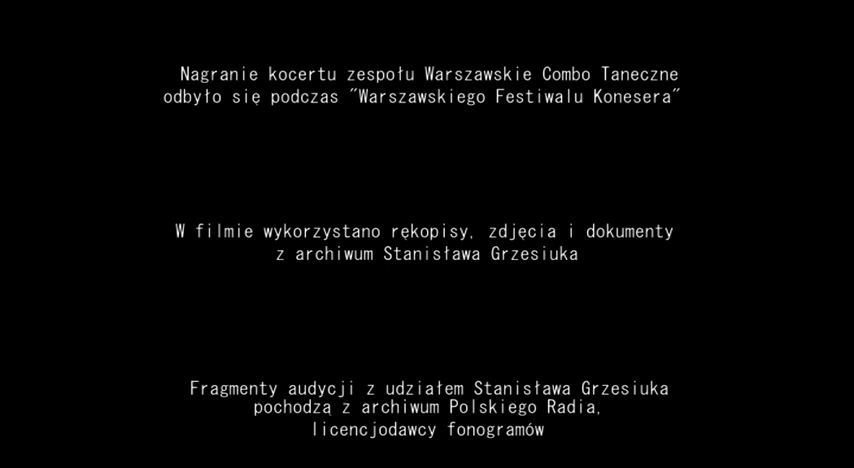 Nagranie kocertu zespołu Warszawskie Combo Taneczne
odbyło się podczas "Warszawskiego Festiwalu Konesera"
W filmie wykorzystano rękopisy, zdjęcia i dokumenty
z archiwum Stanisława Grzesiuka
Fragmenty audycji z udziałem Stanisława Grzesiuka
pochodzą z archiwum Polskiego Radia,
licencjodawcy fonogramów